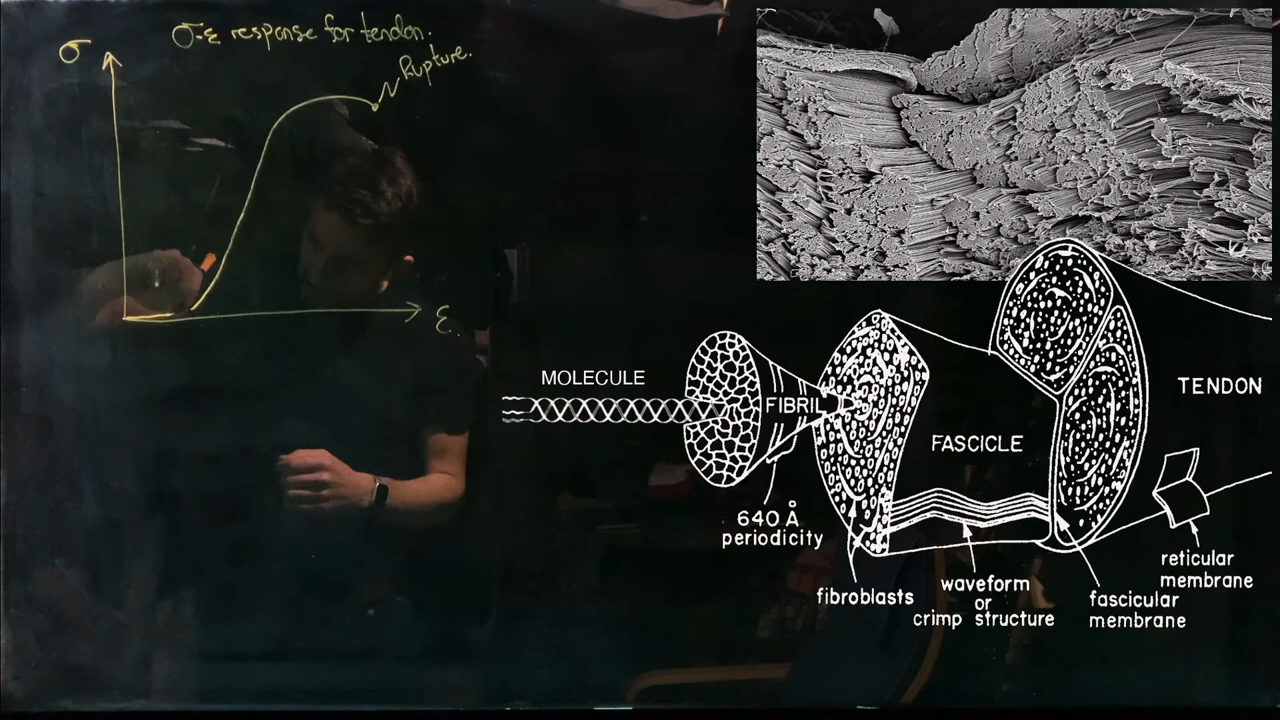 σ-ε response for tendon.
Rupture.
σ
ε
MOLECULE
FIBRIL
TENDON
FASCICLE
640 Å
periodicity
fibroblasts
waveform
or
crimp structure
fascicular
membrane
reticular
membrane